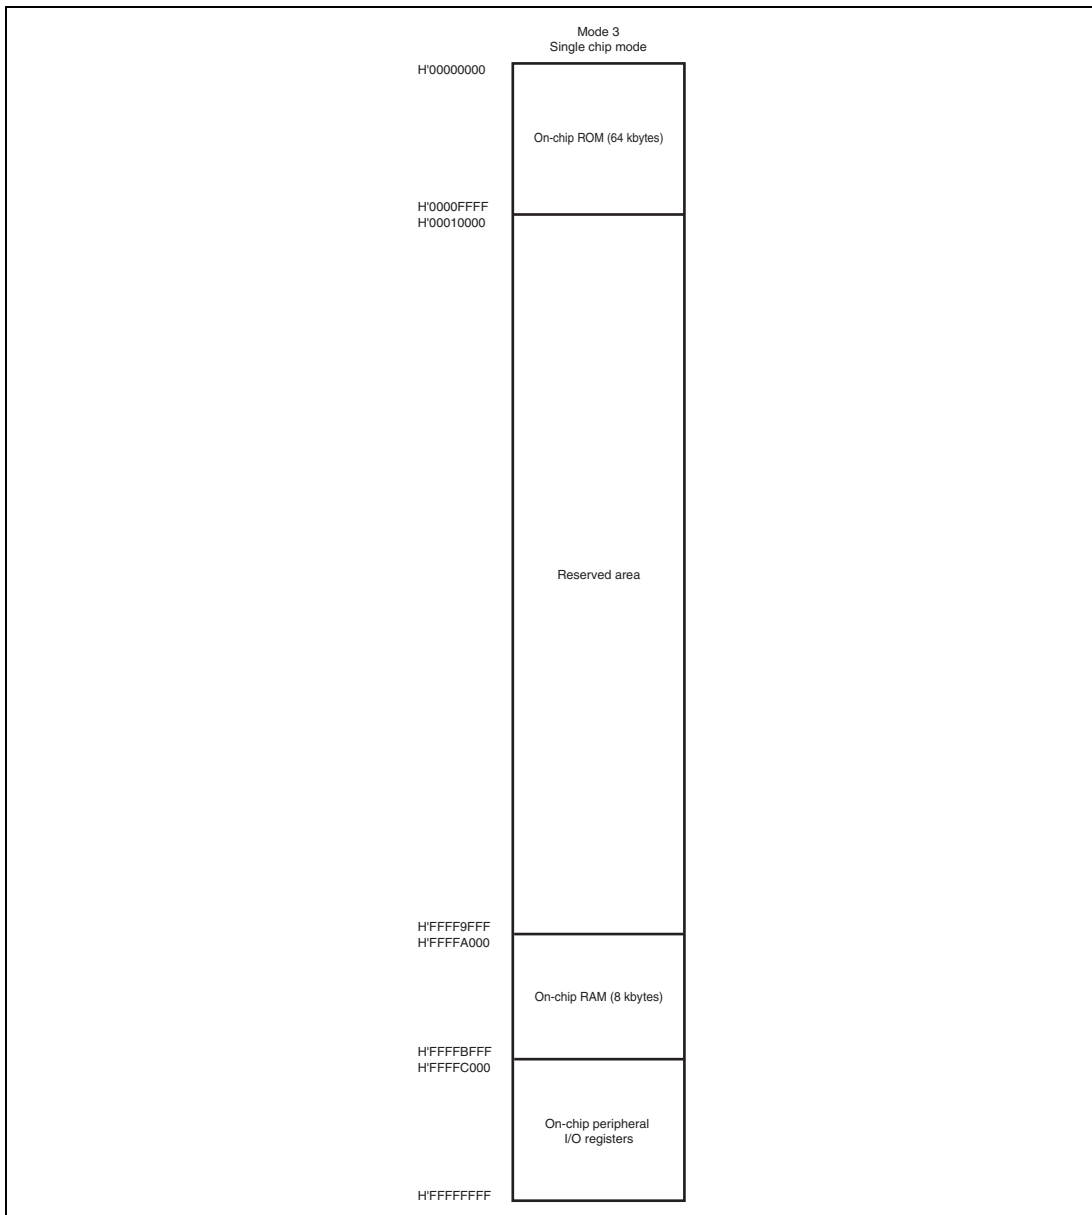 Mode 3
Single chip mode
H'00000000
On-chip ROM (64 kbytes)
H'0000FFFF
H'00010000
Reserved area
H'FFFF9FFF
H'FFFFA000
On-chip RAM (8 kbytes)
H'FFFFBFFF
H'FFFFC000
On-chip peripheral
I/O registers
H'FFFFFFFF